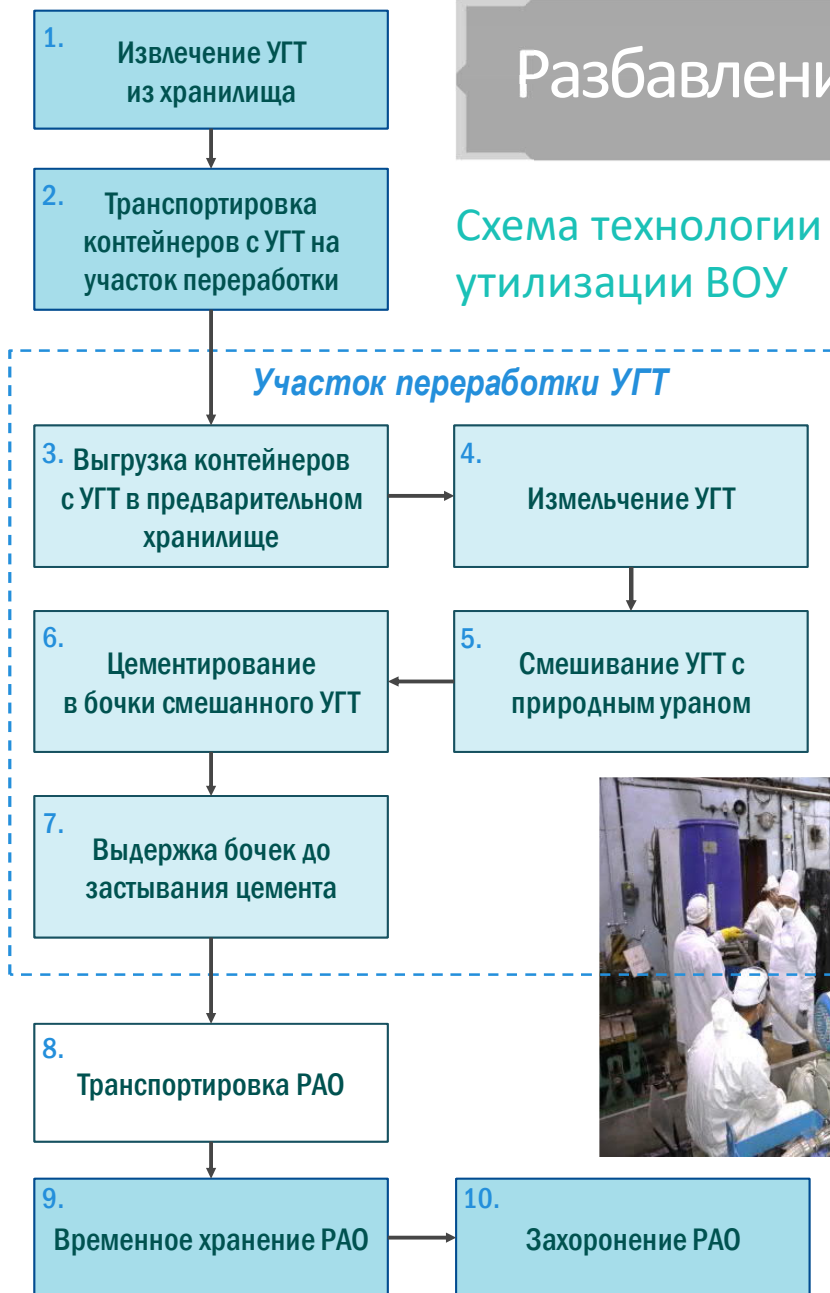 Разбавлени
Схема технологии
утилизации ВОУ
1.
Извлечение УГТ
из хранилища
2.
Транспортировка
контейнеров с УГТ на
участок переработки
Участок переработки УГТ
3.
Выгрузка контейнеров
с УГТ в предварительном
хранилище
4.
Измельчение УГТ
5.
Смешивание УГТ с
природным ураном
6.
Цементирование
в бочки смешанного УГТ
7.
Выдержка бочек до
застывания цемента
8.
Транспортировка РАО
9.
Временное хранение РАО
10.
Захоронение РАО